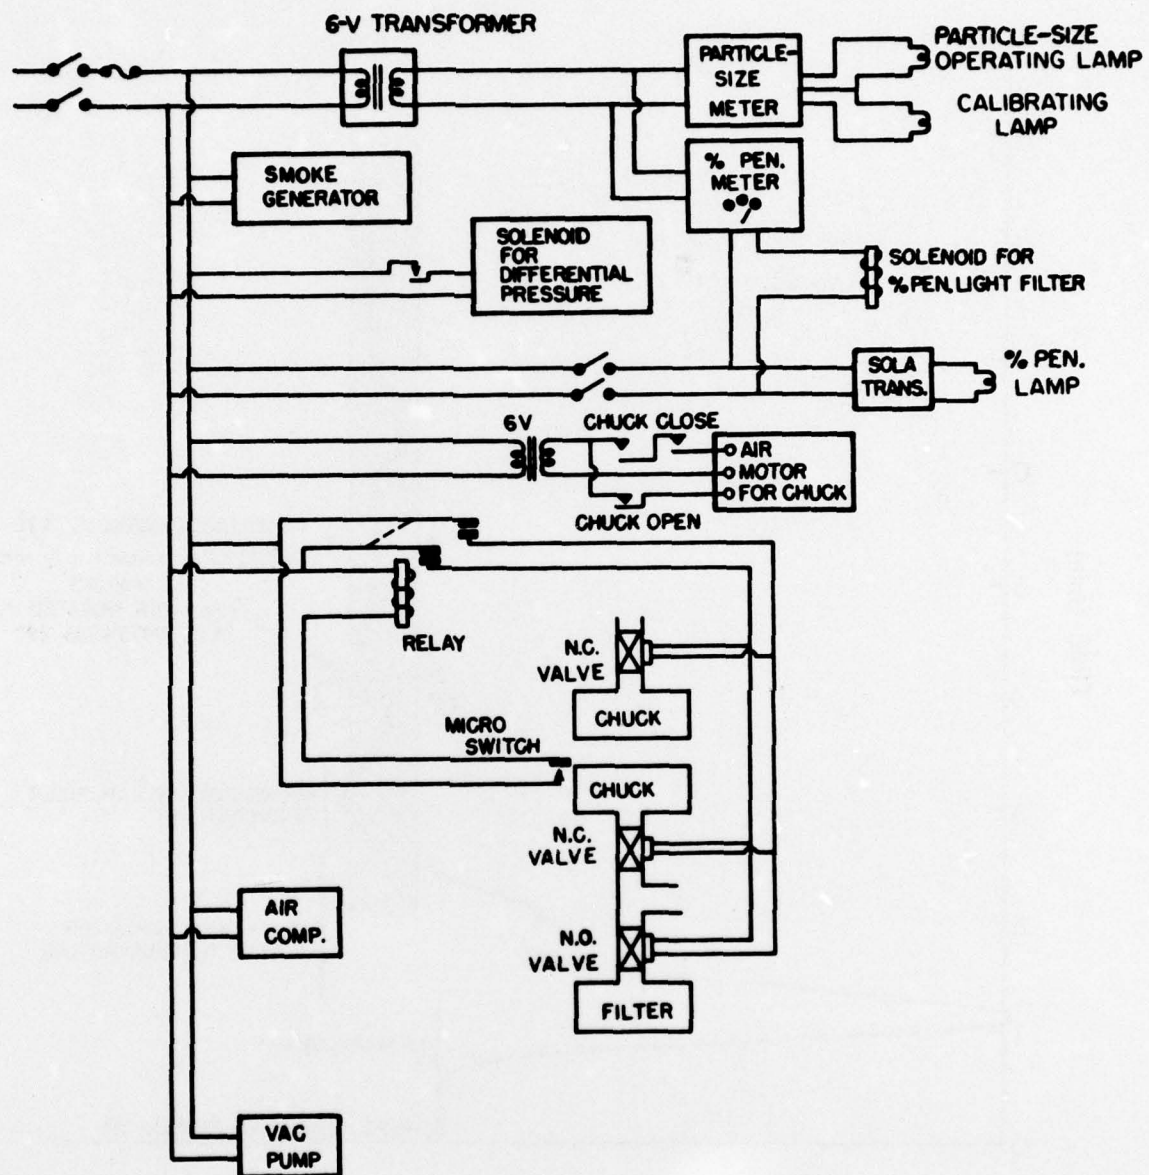 6-V TRANSFORMER
PARTICLE-
SIZE
METER
PARTICLE-SIZE
OPERATING LAMP
CALIBRATING
LAMP
SMOKE
GENERATOR
% PEN.
METER
SOLENOID
FOR
DIFFERENTIAL
PRESSURE
SOLENOID FOR
% PEN. LIGHT FILTER
SOLA
TRANS.
% PEN.
LAMP
6V
CHUCK CLOSE
AIR
MOTOR
FOR CHUCK
CHUCK OPEN
RELAY
N.C.
VALVE
CHUCK
MICRO
SWITCH
CHUCK
N.C.
VALVE
AIR
COMP.
N.O.
VALVE
FILTER
VAC
PUMP